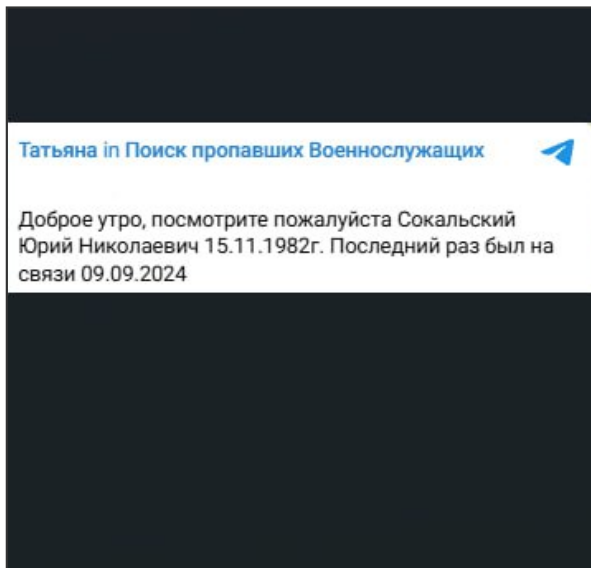 Татьяна in Поиск пропавших Военнослужащих
Доброе утро, посмотрите пожалуйста Сокальский
Юрий Николаевич 15.11.1982г. Последний раз был на
связи 09.09.2024